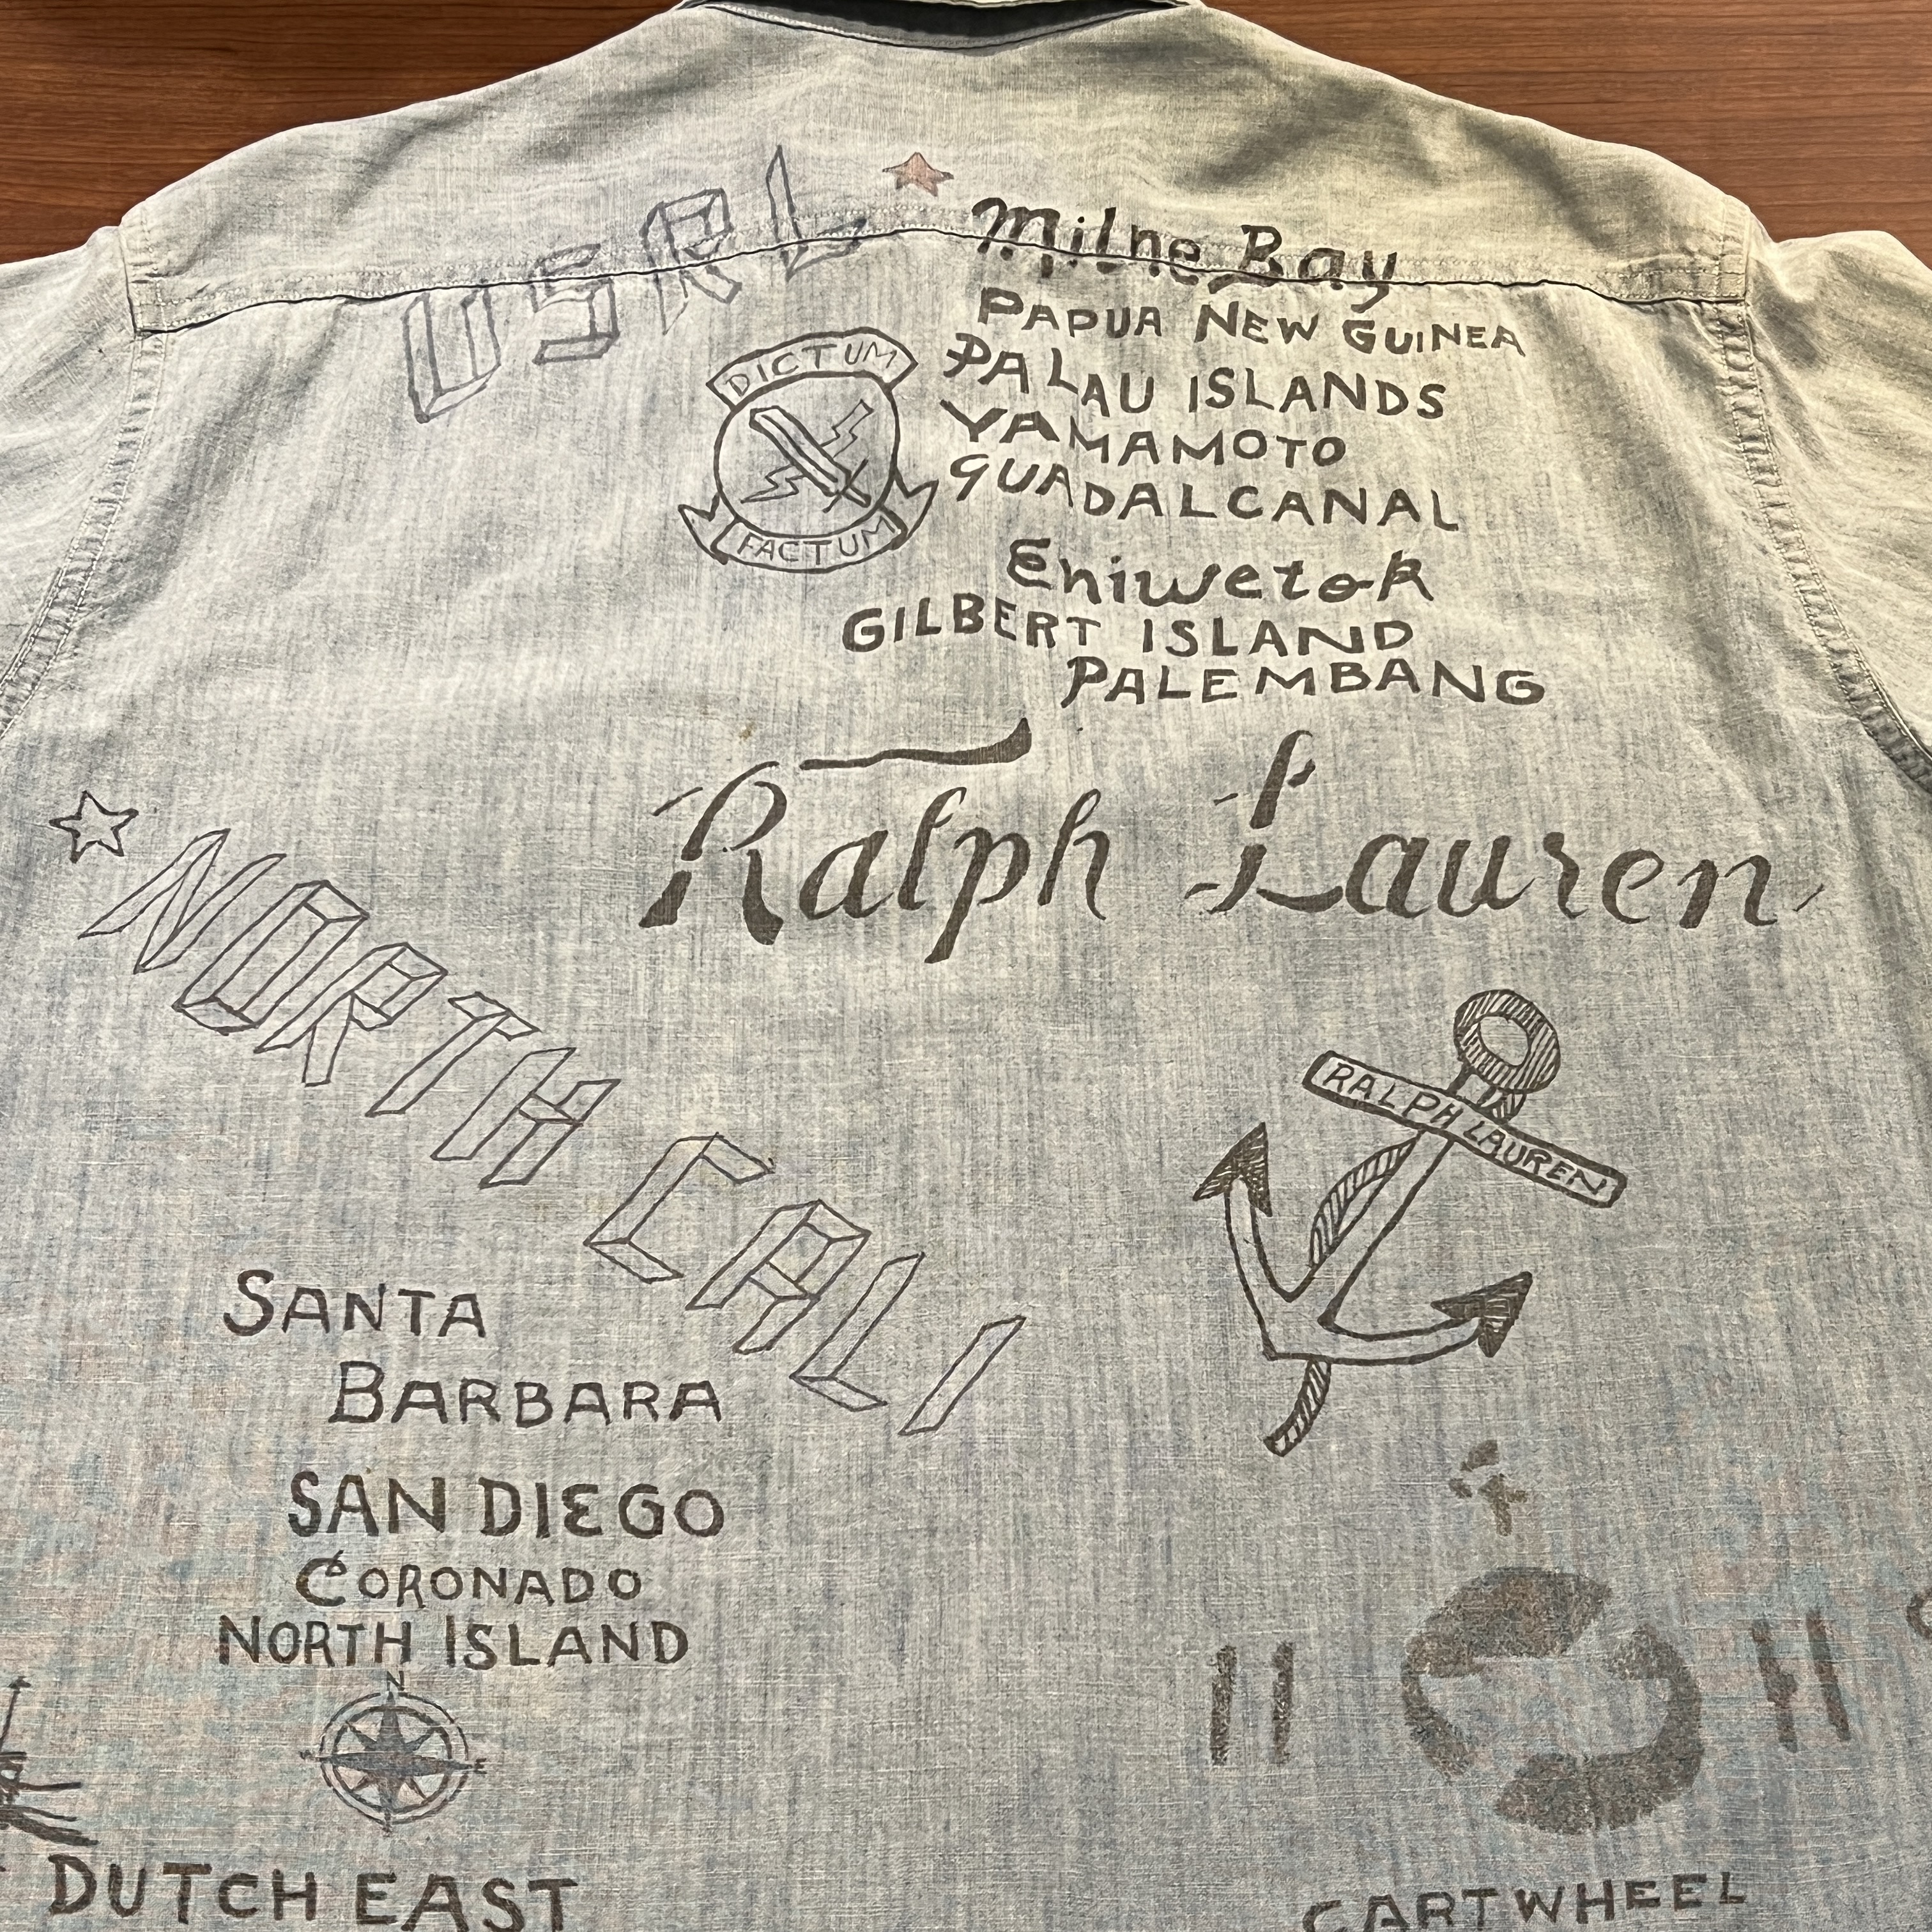 USRL
Milne Bay
PAPUA NEW GUINEA
PALAU ISLANDS
YAMAMOTO
GUADALCANAL
DICTUM
FACTUM
Eniwetok
GILBERT ISLAND
PALEMBANG
Ralph Lauren
NORTH CALI
RALPH LAUREN
SANTA
BARBARA
SAN DIEGO
CORONADO
NORTH ISLAND
N
E
DUTCH EAST
CARTWHEEL